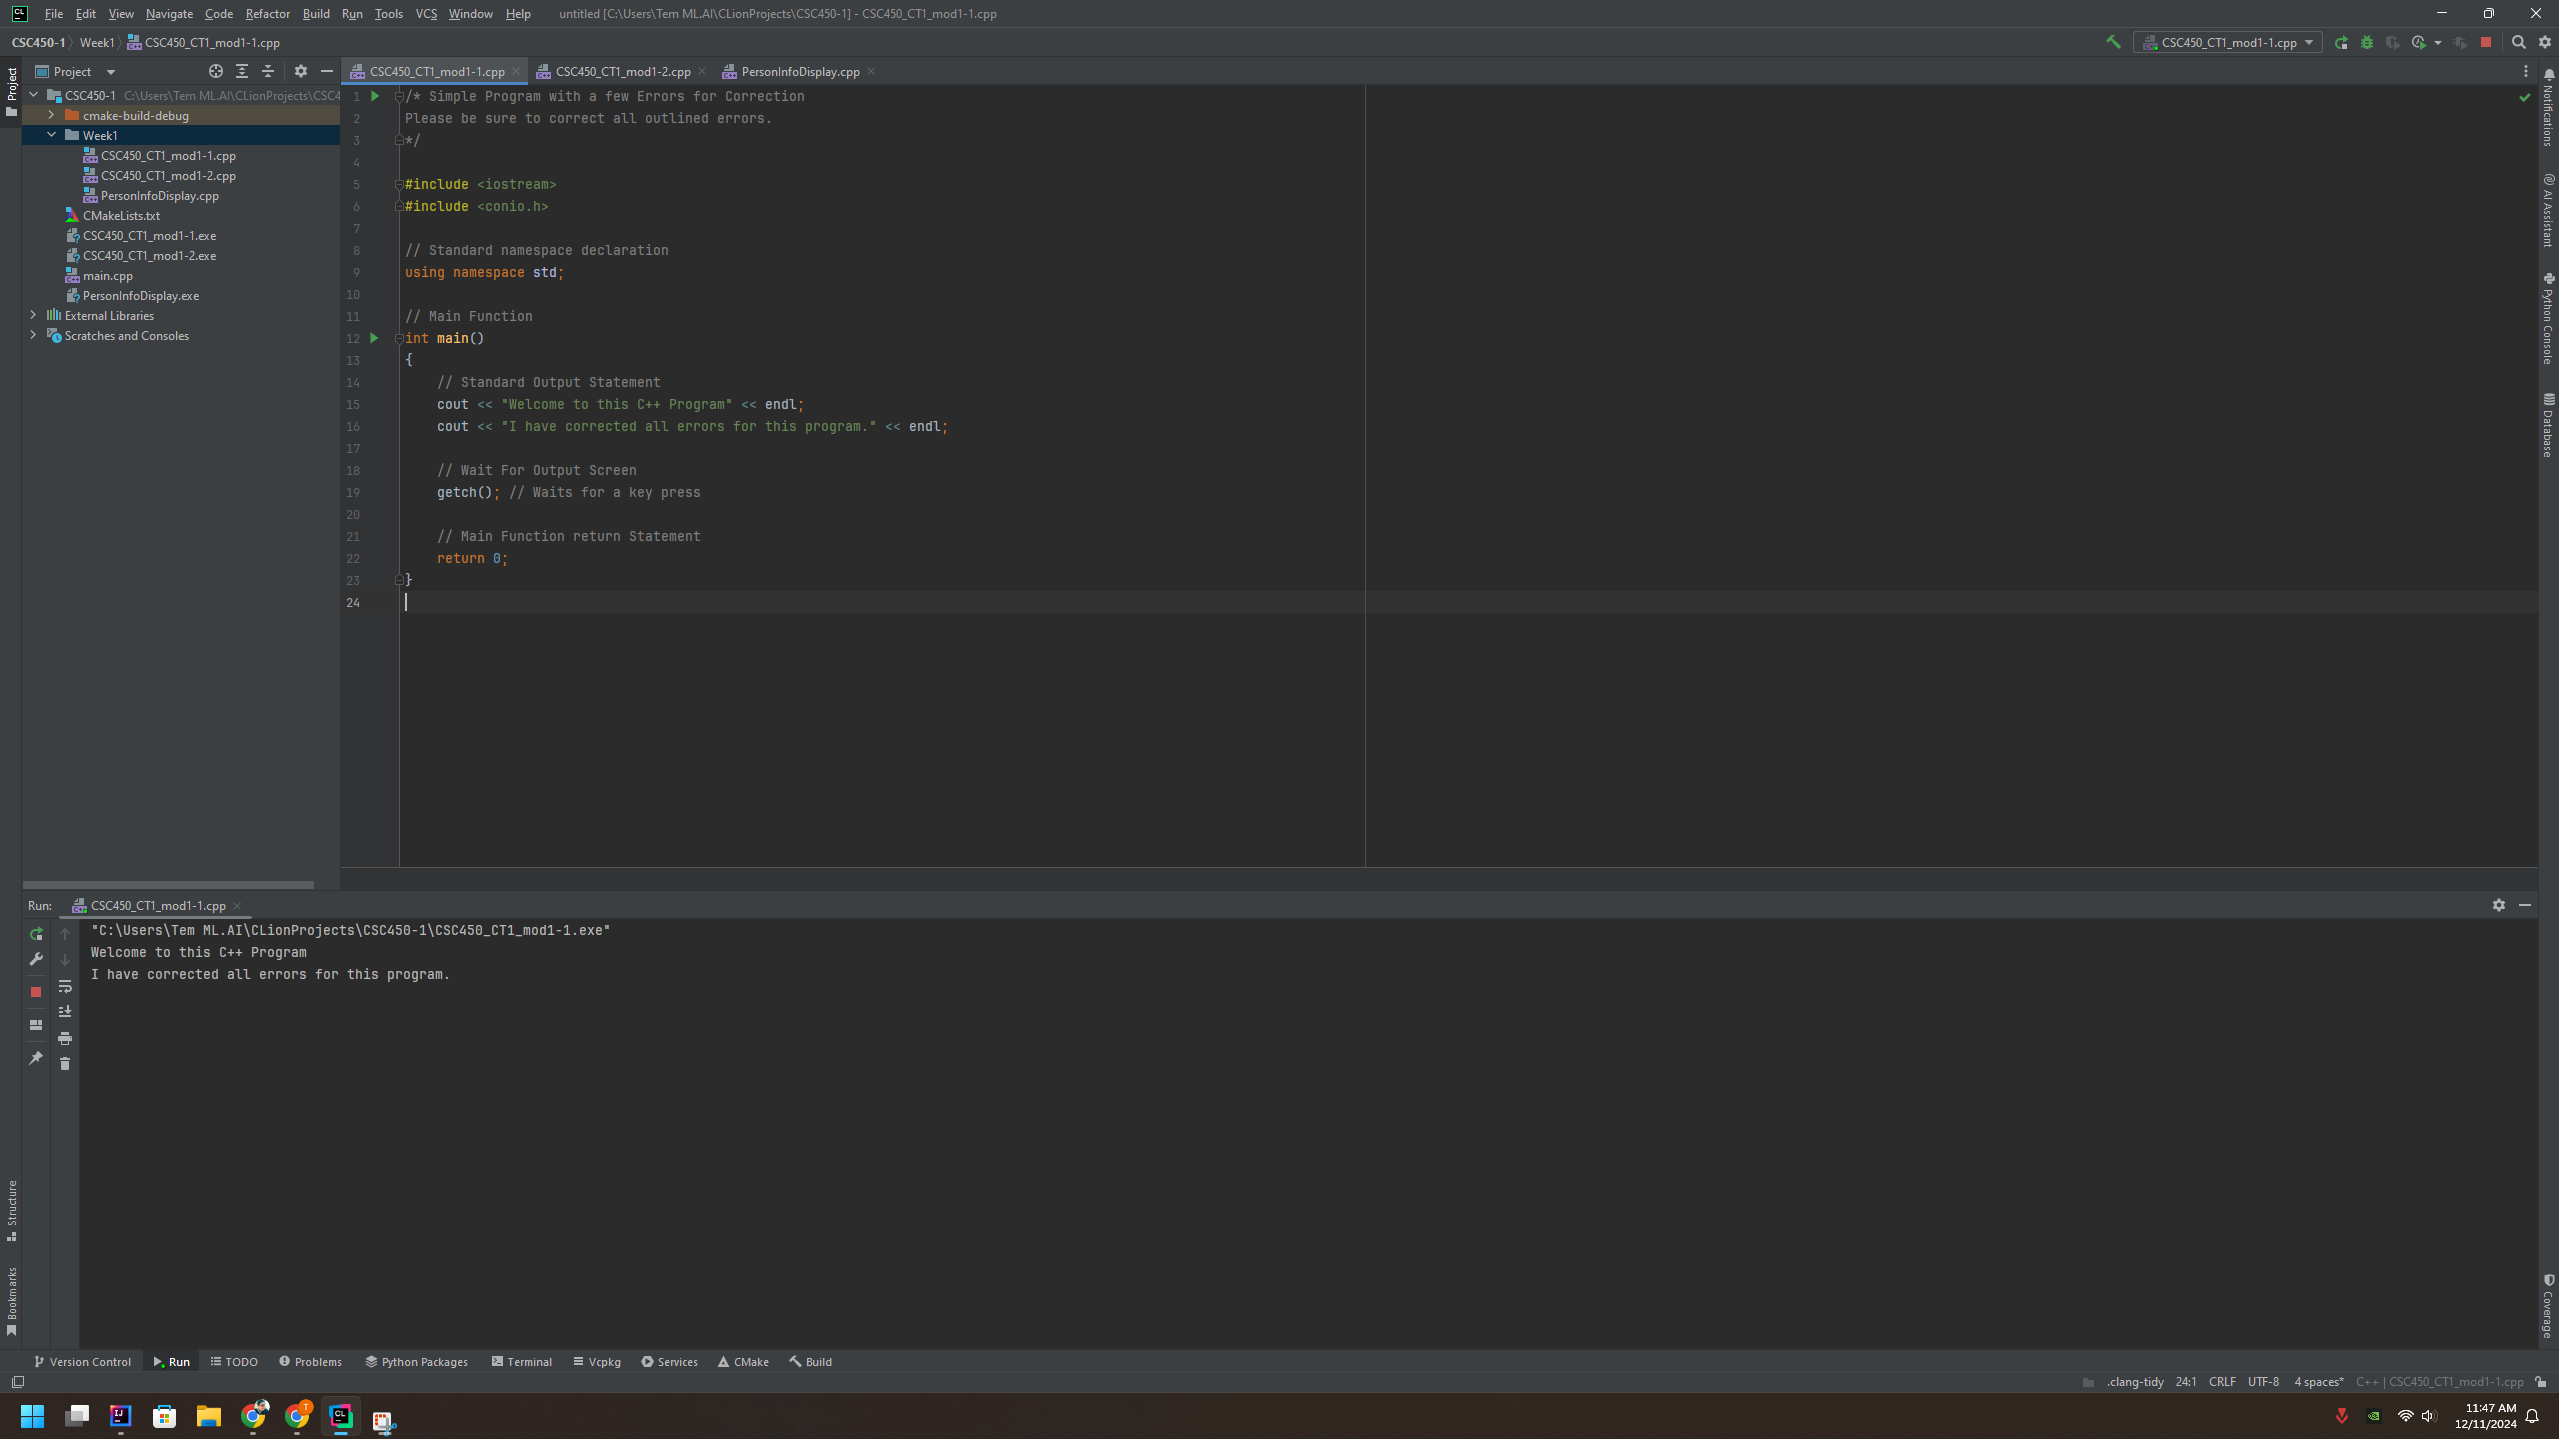 CL File Edit View Navigate Code Refactor Build Run Tools VCS Window Help untitled [C:\Users\Tem ML.AI\CLionProjects\CSC450-1] - CSC450_CT1_mod1-1.cpp
CSC450-1 Week1 CSC450_CT1_mod1-1.cpp CSC450_CT1_mod1-1.cpp
Project
Project
CSC450_CT1_mod1-1.cpp CSC450_CT1_mod1-2.cpp PersonInfoDisplay.cpp
CSC450-1 C:\Users\Tem ML.AI\CLionProjects\CSC4
cmake-build-debug
Week1
CSC450_CT1_mod1-1.cpp
CSC450_CT1_mod1-2.cpp
PersonInfoDisplay.cpp
CMakeLists.txt
CSC450_CT1_mod1-1.exe
CSC450_CT1_mod1-2.exe
main.cpp
PersonInfoDisplay.exe
External Libraries
Scratches and Consoles
1 /* Simple Program with a few Errors for Correction
2 Please be sure to correct all outlined errors.
3 */
4
5 #include <iostream>
6 #include <conio.h>
7
8 // Standard namespace declaration
9 using namespace std;
10
11 // Main Function
12 int main()
13 {
14 // Standard Output Statement
15 cout << "Welcome to this C++ Program" << endl;
16 cout << "I have corrected all errors for this program." << endl;
17
18 // Wait For Output Screen
19 getch(); // Waits for a key press
20
21 // Main Function return Statement
22 return 0;
23 }
24
Notifications
AI Assistant
Python Console
Database
Coverage
Run: CSC450_CT1_mod1-1.cpp
"C:\Users\Tem ML.AI\CLionProjects\CSC450-1\CSC450_CT1_mod1-1.exe"
Welcome to this C++ Program
I have corrected all errors for this program.
Structure
Bookmarks
Version Control Run TODO Problems Python Packages Terminal Vcpkg Services CMake Build
.clang-tidy 24:1 CRLF UTF-8 4 spaces* C++ | CSC450_CT1_mod1-1.cpp
IJ T CL 11:47 AM
12/11/2024